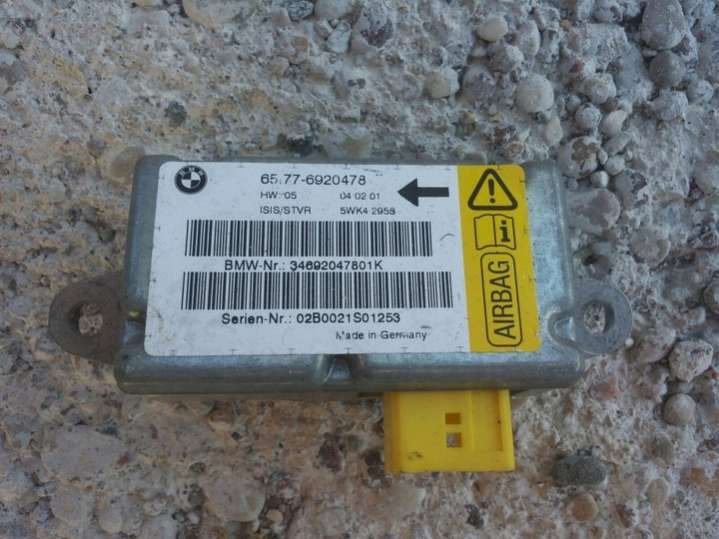 65.77-6920478
HW: 05 04 02 01
ISIS/STVR 5WK4 2958
BMW-Nr.: 34692047801K
Serien-Nr.: 02B0021S01253
Made in Germany
AIRBAG